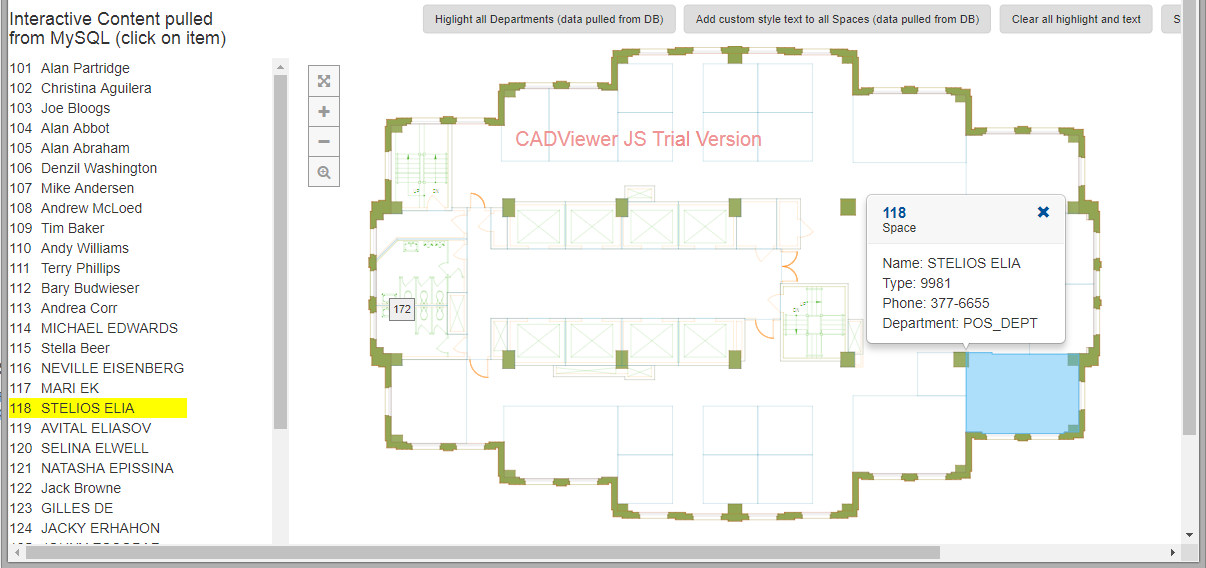 Interactive Content pulled
from MySQL (click on item)
Higlight all Departments (data pulled from DB)
Add custom style text to all Spaces (data pulled from DB)
Clear all highlight and text
S
101 Alan Partridge
102 Christina Aguilera
103 Joe Bloogs
104 Alan Abbot
105 Alan Abraham
106 Denzil Washington
107 Mike Andersen
108 Andrew McLoed
109 Tim Baker
110 Andy Williams
111 Terry Phillips
112 Bary Budwieser
113 Andrea Corr
114 MICHAEL EDWARDS
115 Stella Beer
116 NEVILLE EISENBERG
117 MARI EK
118 STELIOS ELIA
119 AVITAL ELIASOV
120 SELINA ELWELL
121 NATASHA EPISSINA
122 Jack Browne
123 GILLES DE
124 JACKY ERHAHON
CADViewer JS Trial Version
172
118
Space
Name: STELIOS ELIA
Type: 9981
Phone: 377-6655
Department: POS_DEPT